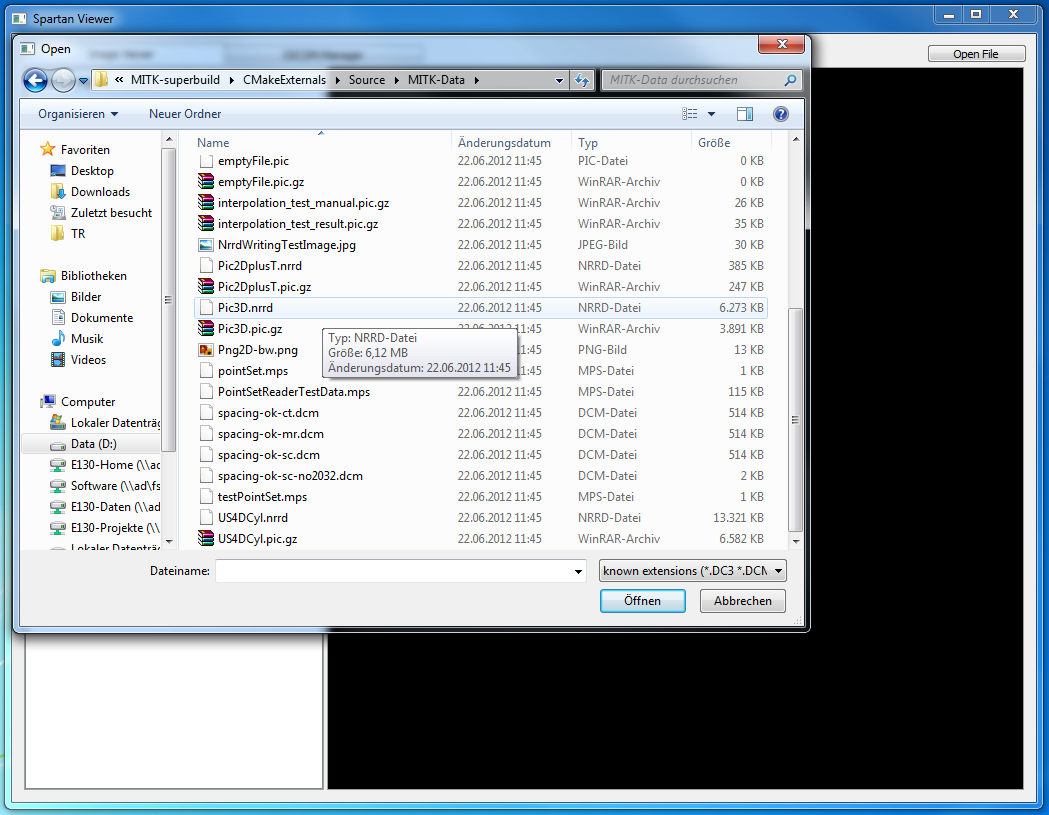 Spartan Viewer
Open
Open File
« MITK-superbuild ▸ CMakeExternals ▸ Source ▸ MITK-Data ▸
MITK-Data durchsuchen
Organisieren Neuer Ordner
Favoriten
Desktop
Downloads
Zuletzt besucht
TR
Bibliotheken
Bilder
Dokumente
Musik
Videos
Computer
Lokaler Datenträg
Data (D:)
E130-Home (\\ad
Software (\\ad\fs
E130-Daten (\\ad
E130-Projekte (\\
Lokaler Datenträg
Name Änderungsdatum Typ Größe
emptyFile.pic 22.06.2012 11:45 PIC-Datei 0 KB
emptyFile.pic.gz 22.06.2012 11:45 WinRAR-Archiv 0 KB
interpolation_test_manual.pic.gz 22.06.2012 11:45 WinRAR-Archiv 26 KB
interpolation_test_result.pic.gz 22.06.2012 11:45 WinRAR-Archiv 35 KB
NrrdWritingTestImage.jpg 22.06.2012 11:45 JPEG-Bild 30 KB
Pic2DplusT.nrrd 22.06.2012 11:45 NRRD-Datei 385 KB
Pic2DplusT.pic.gz 22.06.2012 11:45 WinRAR-Archiv 247 KB
Pic3D.nrrd 22.06.2012 11:45 NRRD-Datei 6.273 KB
Pic3D.pic.gz 22.06.2012 11:45 WinRAR-Archiv 3.891 KB
Png2D-bw.png 11:45 PNG-Bild 13 KB
pointSet.mps 11:45 MPS-Datei 1 KB
Typ: NRRD-Datei
Größe: 6,12 MB
Änderungsdatum: 22.06.2012 11:45
PointSetReaderTestData.mps 22.06.2012 11:45 MPS-Datei 115 KB
spacing-ok-ct.dcm 22.06.2012 11:45 DCM-Datei 514 KB
spacing-ok-mr.dcm 22.06.2012 11:45 DCM-Datei 514 KB
spacing-ok-sc.dcm 22.06.2012 11:45 DCM-Datei 514 KB
spacing-ok-sc-no2032.dcm 22.06.2012 11:45 DCM-Datei 2 KB
testPointSet.mps 22.06.2012 11:45 MPS-Datei 1 KB
US4DCyl.nrrd 22.06.2012 11:45 NRRD-Datei 13.321 KB
US4DCyl.pic.gz 22.06.2012 11:45 WinRAR-Archiv 6.582 KB
Dateiname:
known extensions (*.DC3 *.DCM
Öffnen Abbrechen